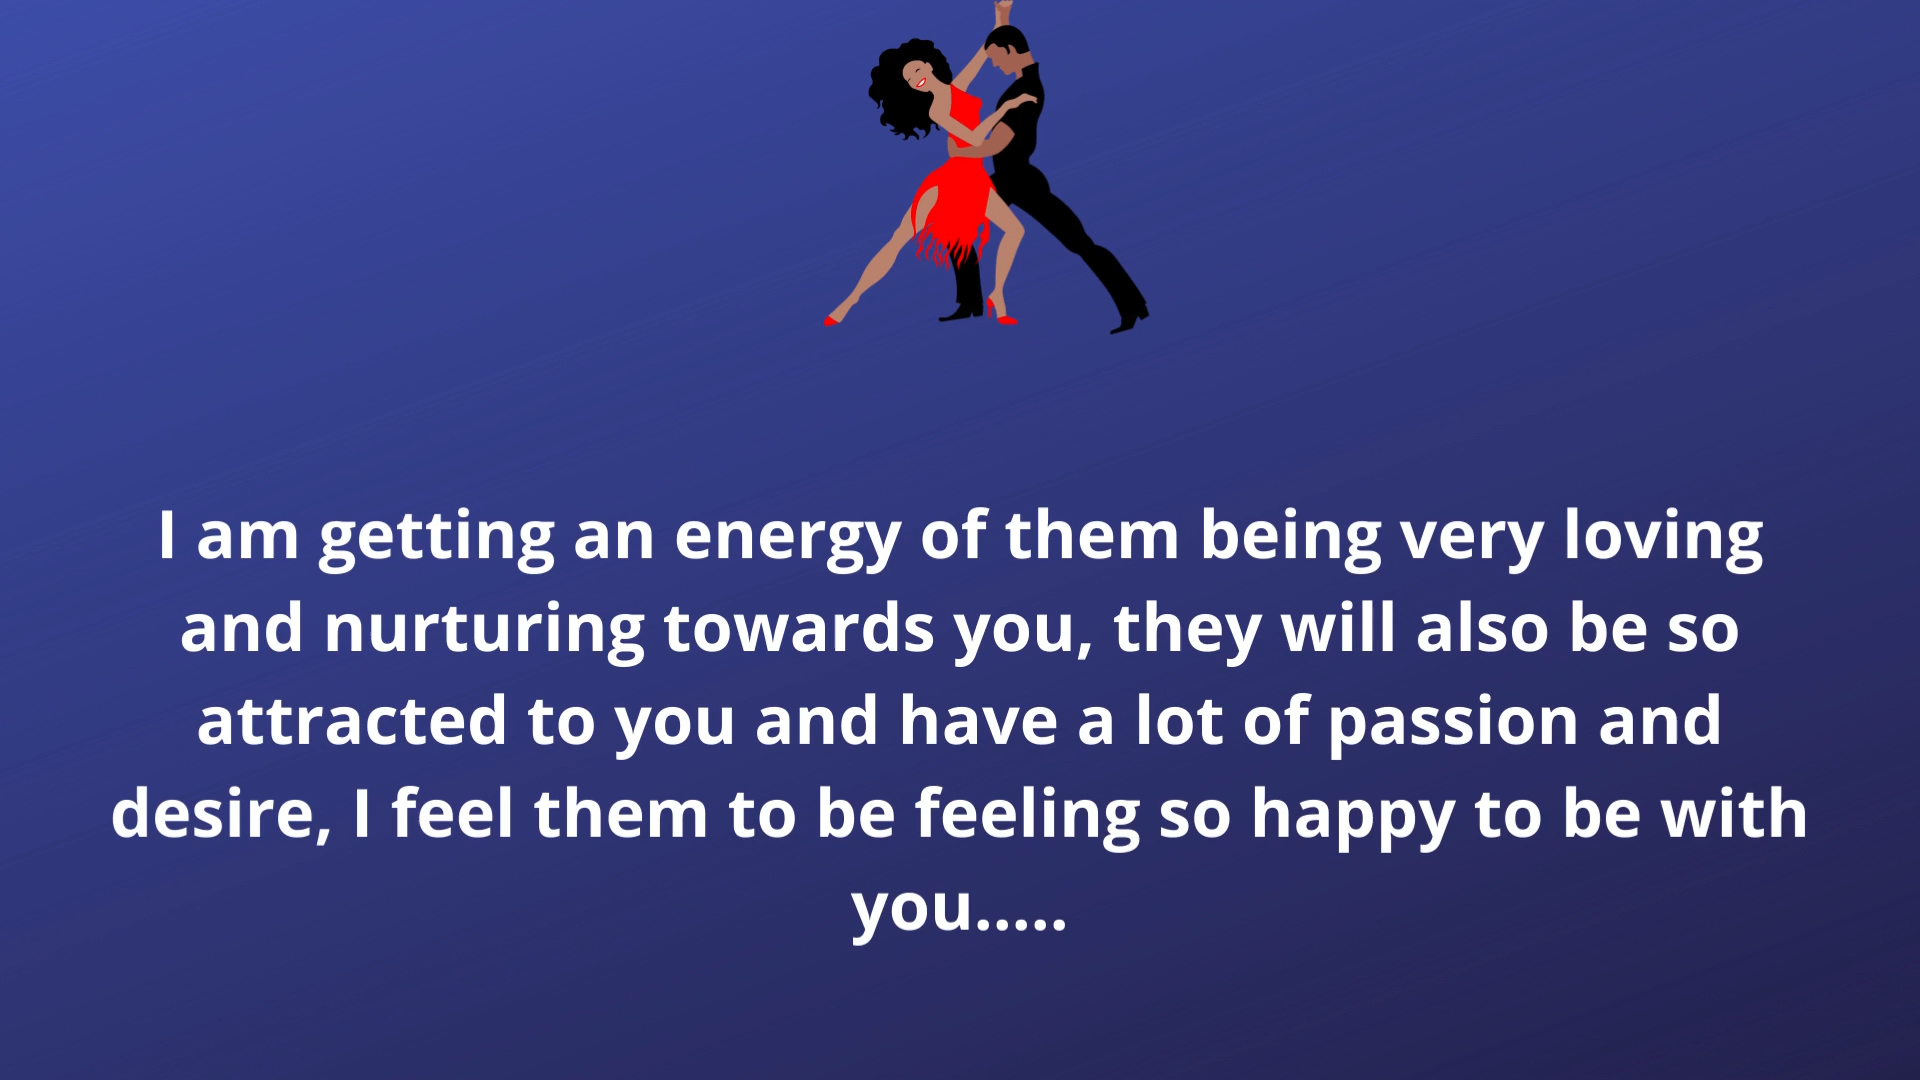 I am getting an energy of them being very loving
and nurturing towards you, they will also be so
attracted to you and have a lot of passion and
desire, I feel them to be feeling so happy to be with
you.....